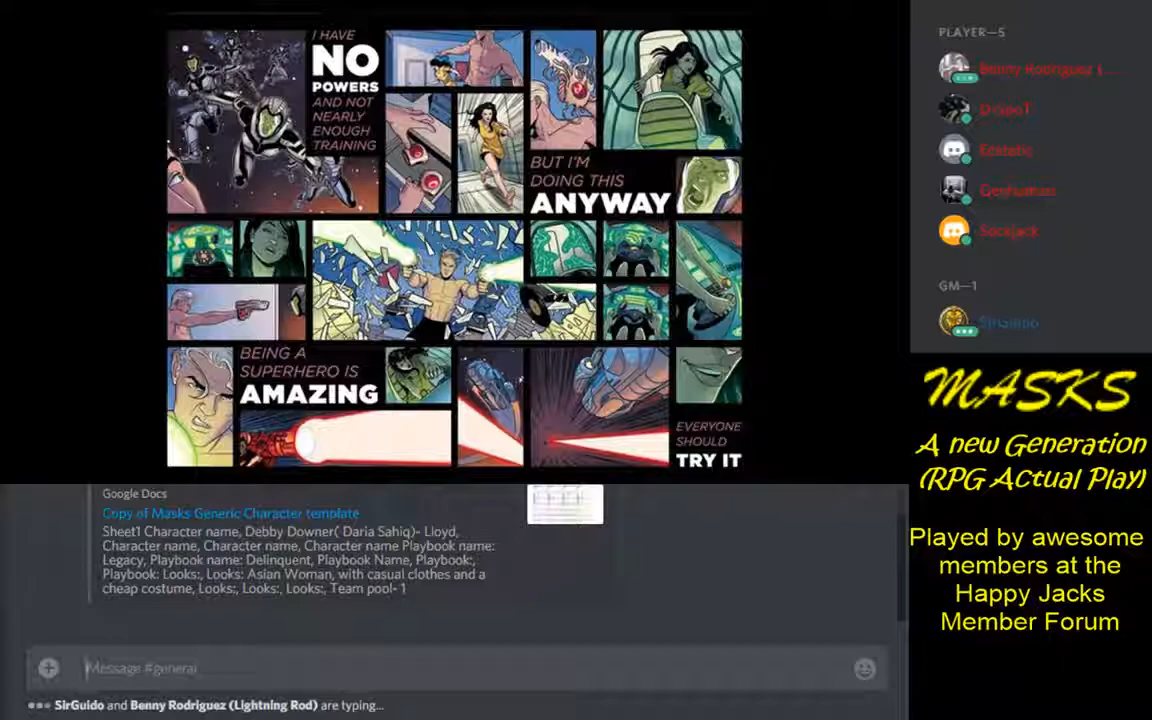 I HAVE
NO
POWERS
AND NOT
NEARLY
ENOUGH
TRAINING
BUT I'M
DOING THIS
ANYWAY
BEING A
SUPERHERO IS
AMAZING
EVERYONE
SHOULD
TRY IT
PLAYER—5
Benny Rodriguez (...
Ecstatic
SockJack
GM—1
SirGuido
MASKS
A new Generation
(RPG Actual Play)
Played by awesome
members at the
Happy Jacks
Member Forum
Google Docs
Copy of Masks Generic Character template
Sheet1 Character name, Debby Downer( Daria Sahiq)- Lloyd,
Character name, Character name, Character name Playbook name:
Legacy, Playbook name: Delinquent, Playbook Name, Playbook:,
Playbook: Looks:, Looks: Asian Woman, with casual clothes and a
cheap costume, Looks:, Looks:, Looks:, Team pool- 1
Message #general
SirGuido and Benny Rodriguez (Lightning Rod) are typing...